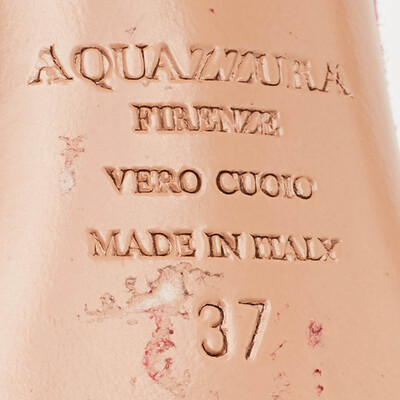 AQUAZZURA
FIRENZE
VERO CUOIO
MADE IN ITALY
37